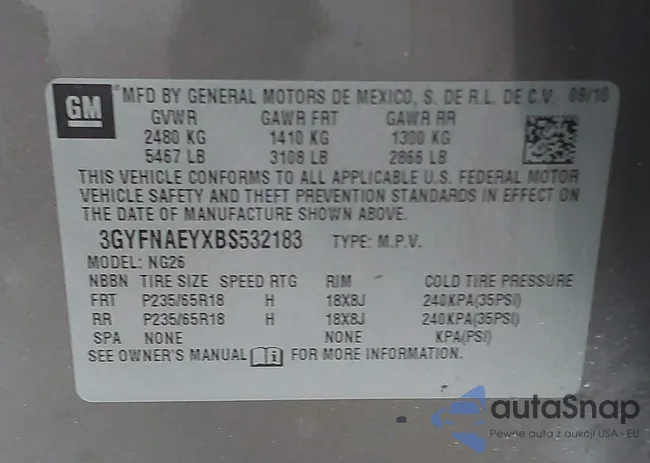 GM MFD BY GENERAL MOTORS DE MEXICO, S. DE R.L. DE C.V. 09/10
GVWR GAWR FRT GAWR RR
2480 KG 1410 KG 1300 KG
5467 LB 3108 LB 2866 LB
THIS VEHICLE CONFORMS TO ALL APPLICABLE U.S. FEDERAL MOTOR
VEHICLE SAFETY AND THEFT PREVENTION STANDARDS IN EFFECT ON
THE DATE OF MANUFACTURE SHOWN ABOVE.
3GYFNAEYXBS532183 TYPE: M.P.V.
MODEL: NG26
NBBN TIRE SIZE SPEED RTG RIM COLD TIRE PRESSURE
FRT P235/65R18 H 18X8J 240KPA(35PSI)
RR P235/65R18 H 18X8J 240KPA(35PSI)
SPA NONE NONE KPA(PSI)
SEE OWNER'S MANUAL FOR MORE INFORMATION.
autaSnap
Pewne auta z aukcji USA i EU